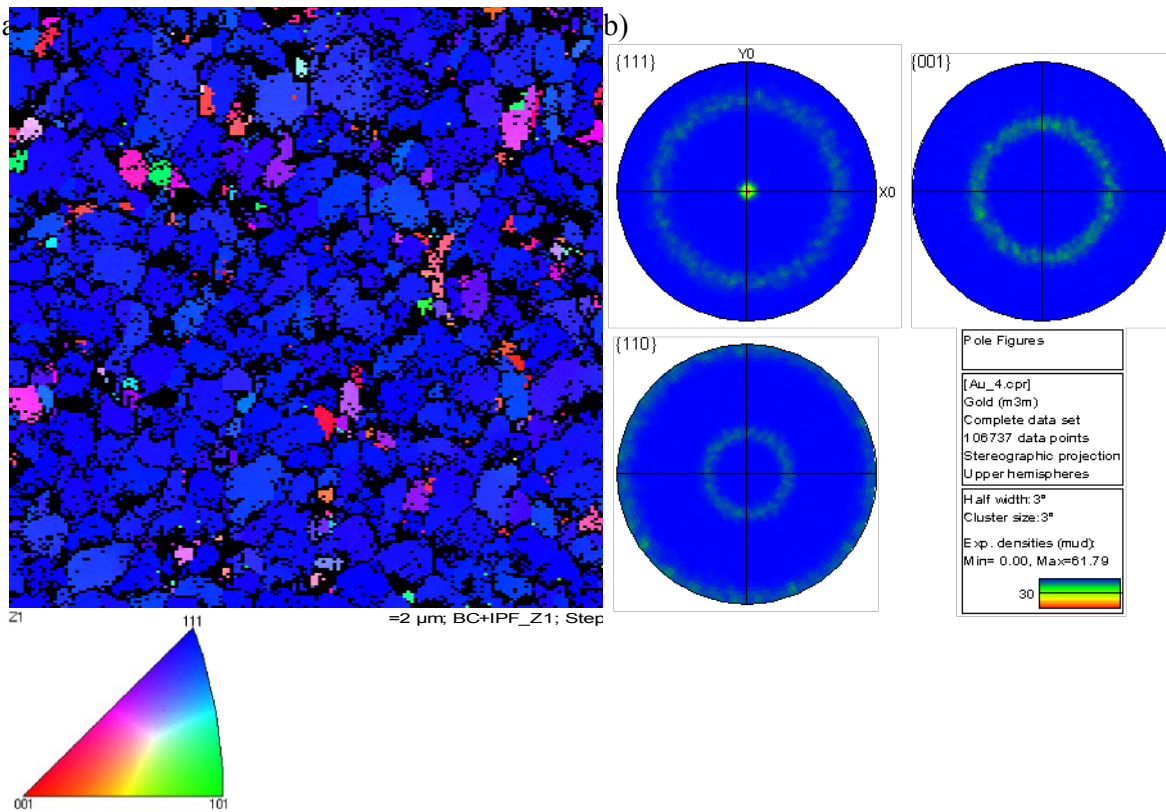 a
b)
{111}
Y0
X0
{001}
{110}
Pole Figures
[Au_4.cpr]
Gold (m3m)
Complete data set
106737 data points
Stereographic projection
Upper hemispheres
Half width:3°
Cluster size:3°
Exp. densities (mud):
Min= 0.00, Max=61.79
30
=2 µm; BC+IPF_Z1; Step
Z1
111
001
101